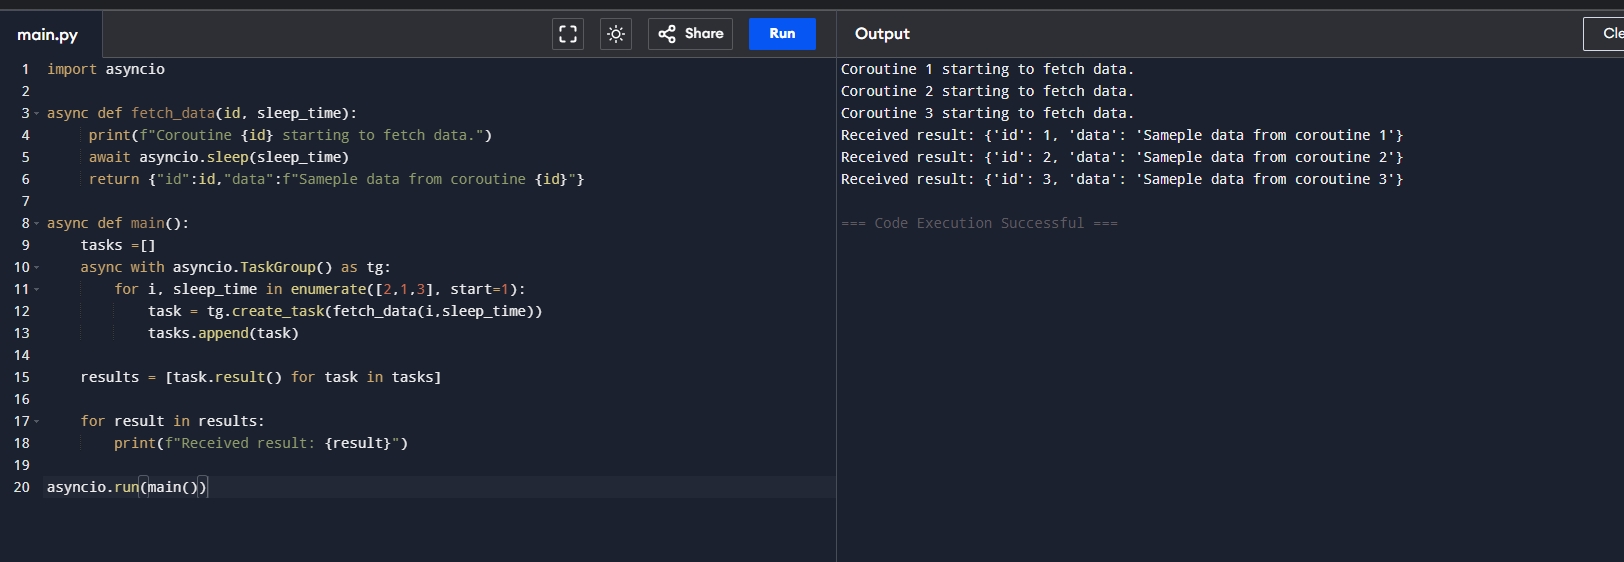 main.py
Share
Run
Output
Cle
1 import asyncio
2
3 async def fetch_data(id, sleep_time):
4     print(f"Coroutine {id} starting to fetch data.")
5     await asyncio.sleep(sleep_time)
6     return {"id":id,"data":f"Sameple data from coroutine {id}"}
7
8 async def main():
9     tasks =[]
10     async with asyncio.TaskGroup() as tg:
11         for i, sleep_time in enumerate([2,1,3], start=1):
12             task = tg.create_task(fetch_data(i,sleep_time))
13             tasks.append(task)
14
15     results = [task.result() for task in tasks]
16
17     for result in results:
18         print(f"Received result: {result}")
19
20 asyncio.run(main())
Coroutine 1 starting to fetch data.
Coroutine 2 starting to fetch data.
Coroutine 3 starting to fetch data.
Received result: {'id': 1, 'data': 'Sameple data from coroutine 1'}
Received result: {'id': 2, 'data': 'Sameple data from coroutine 2'}
Received result: {'id': 3, 'data': 'Sameple data from coroutine 3'}
=== Code Execution Successful ===